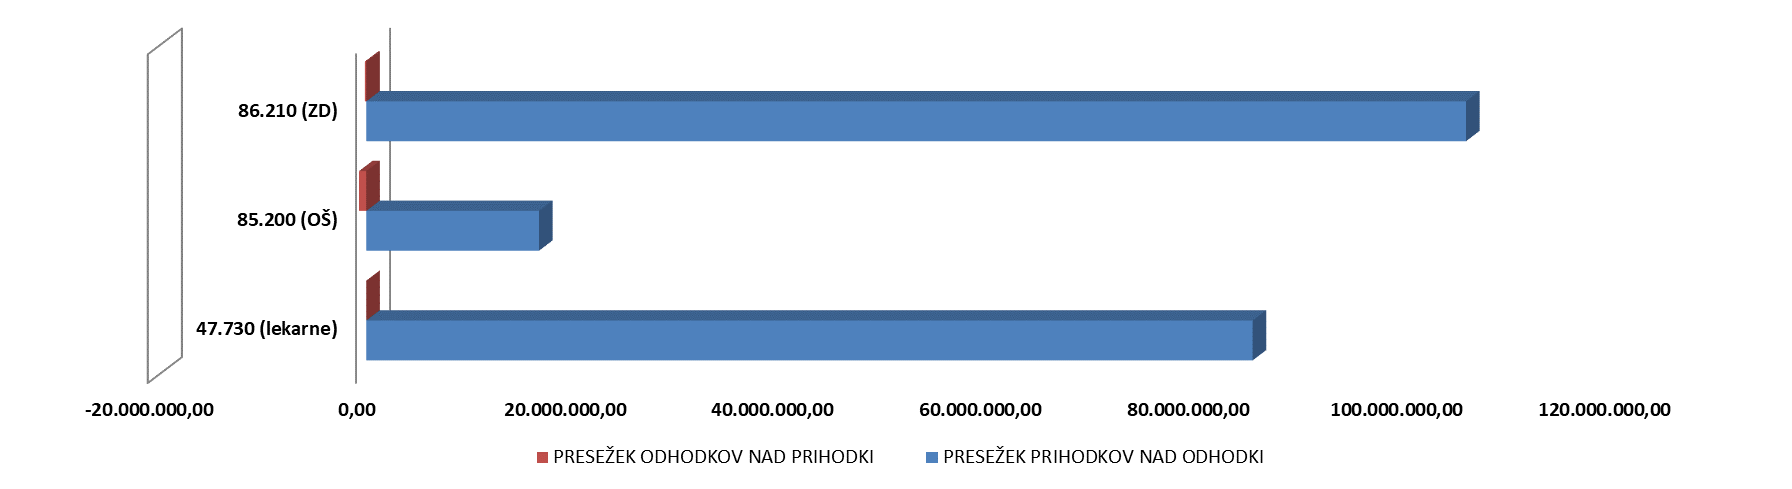 86.210 (ZD)
85.200 (OŠ)
47.730 (lekarne)
-20.000.000,00 0,00 20.000.000,00 40.000.000,00 60.000.000,00 80.000.000,00 100.000.000,00 120.000.000,00
PRESEŽEK ODHODKOV NAD PRIHODKI PRESEŽEK PRIHODKOV NAD ODHODKI